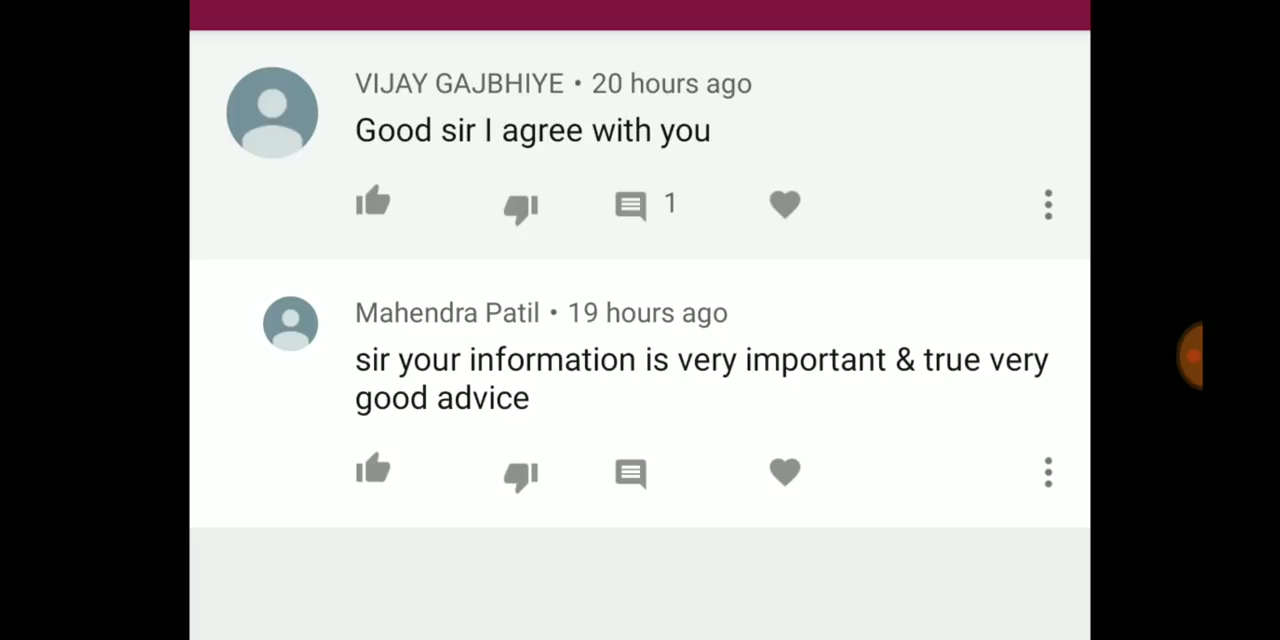 VIJAY GAJBHIYE • 20 hours ago
Good sir I agree with you
1
Mahendra Patil • 19 hours ago
sir your information is very important & true very
good advice